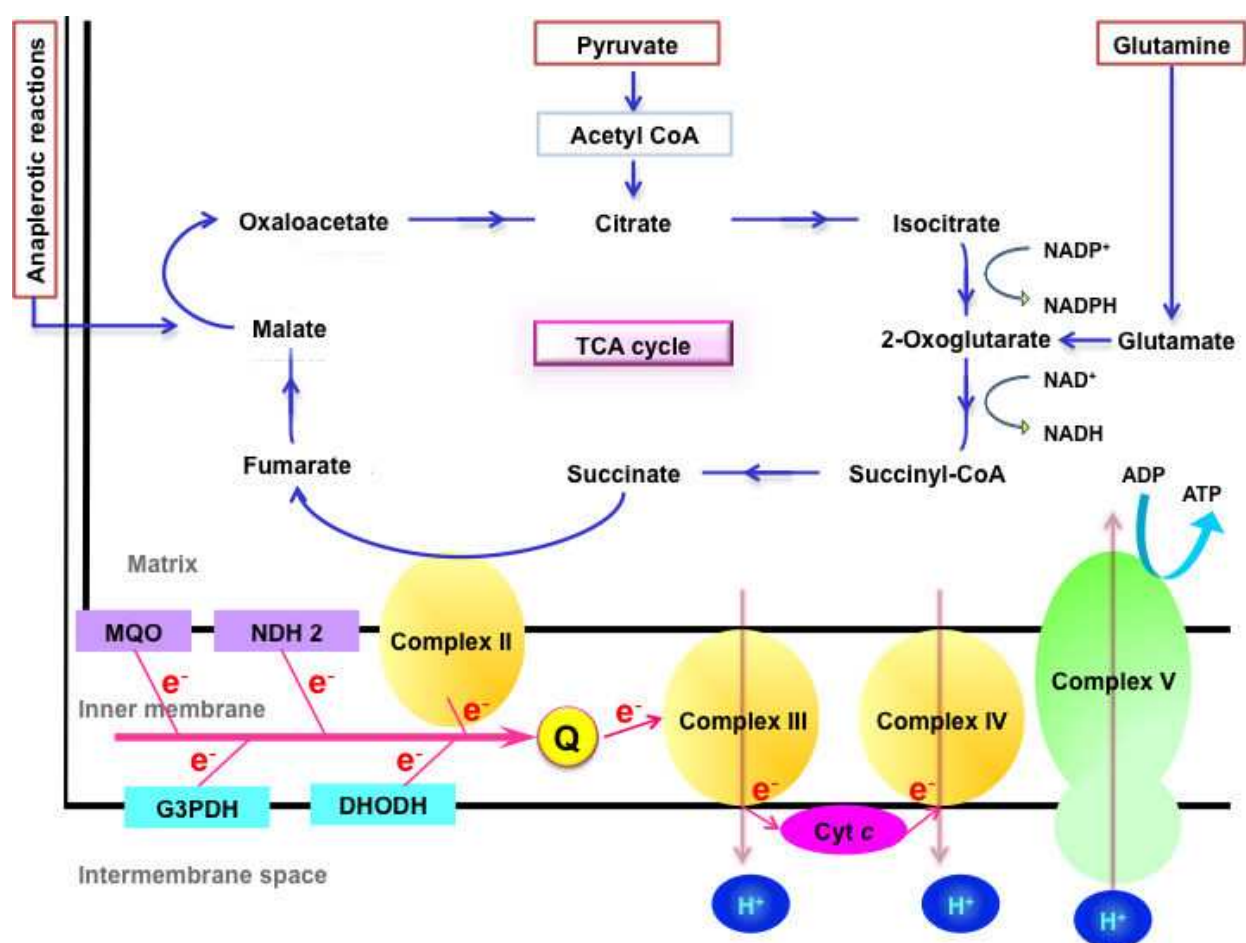 Anaplerotic reactions
Pyruvate
Glutamine
Acetyl CoA
Oxaloacetate
Citrate
Isocitrate
NADP⁺
NADPH
Malate
TCA cycle
2-Oxoglutarate
Glutamate
NAD⁺
NADH
Fumarate
Succinate
Succinyl-CoA
ADP
ATP
Matrix
MQO
NDH 2
Complex II
Complex V
e⁻
e⁻
e⁻
e⁻
Inner membrane
Q
Complex III
Complex IV
e⁻
e⁻
e⁻
e⁻
G3PDH
DHODH
Cyt c
Intermembrane space
H⁺
H⁺
H⁺